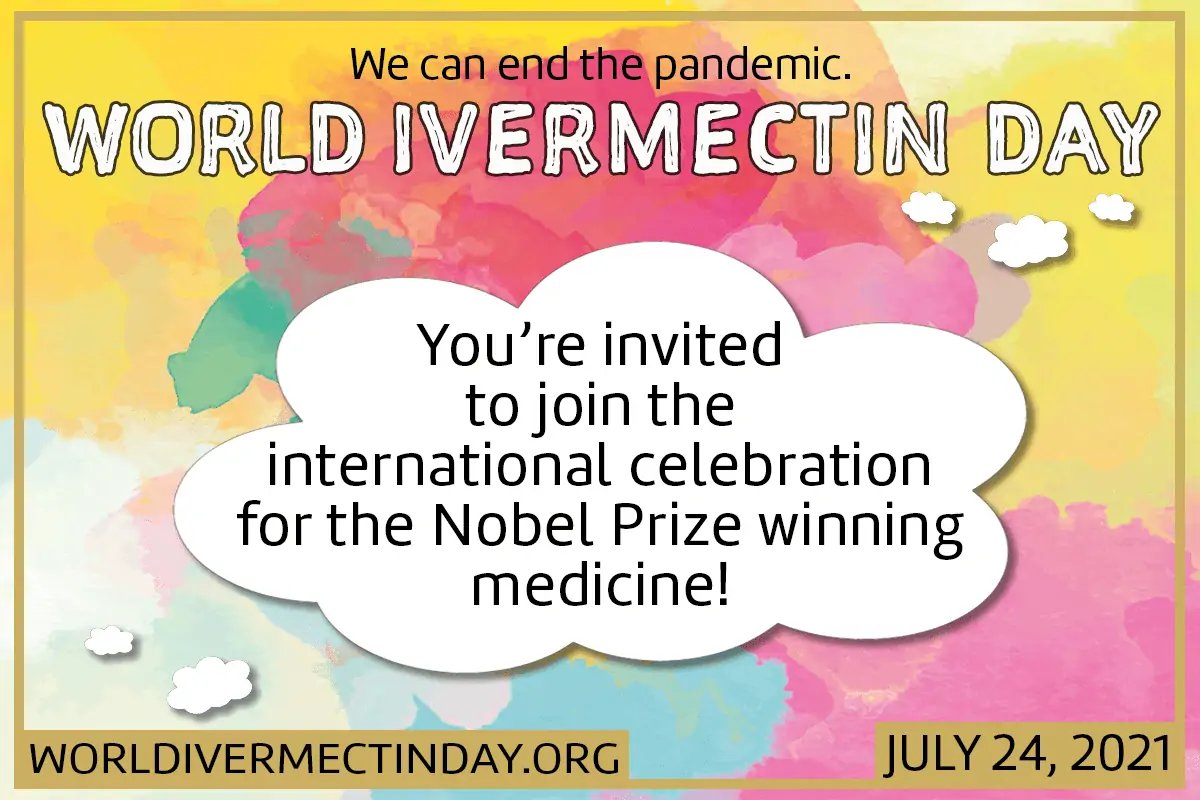 We can end the pandemic.
WORLD IVERMECTIN DAY
You’re invited
to join the
international celebration
for the Nobel Prize winning
medicine!
WORLDIVERMECTINDAY.ORG
JULY 24, 2021